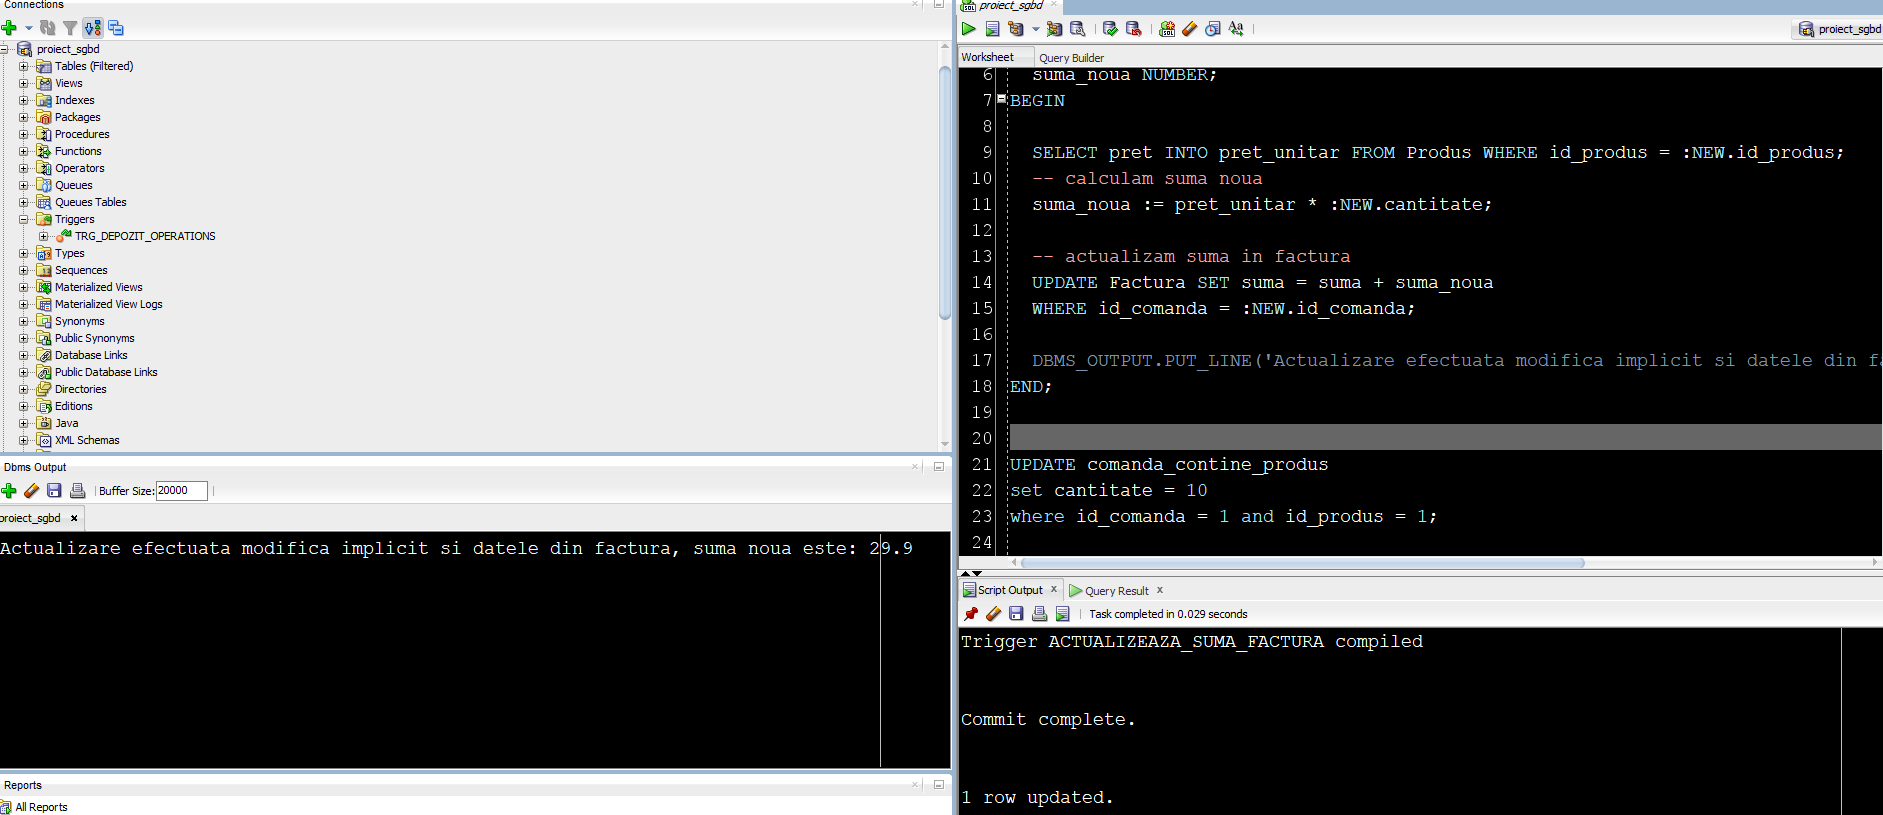 Connections
proiect_sgbd
Tables (Filtered)
Views
Indexes
Packages
Procedures
Functions
Operators
Queues
Queues Tables
Triggers
TRG_DEPOZIT_OPERATIONS
Types
Sequences
Materialized Views
Materialized View Logs
Synonyms
Public Synonyms
Database Links
Public Database Links
Directories
Editions
Java
XML Schemas
Dbms Output
Buffer Size: 20000
proiect_sgbd
Actualizare efectuata modifica implicit si datele din factura, suma noua este: 29.9
Reports
All Reports
proiect_sgbd
proiect_sgbd
Worksheet Query Builder
6 suma_noua NUMBER;
7 BEGIN
8
9 SELECT pret INTO pret_unitar FROM Produs WHERE id_produs = :NEW.id_produs;
10 -- calculam suma noua
11 suma_noua := pret_unitar * :NEW.cantitate;
12
13 -- actualizam suma in factura
14 UPDATE Factura SET suma = suma + suma_noua
15 WHERE id_comanda = :NEW.id_comanda;
16
17 DBMS_OUTPUT.PUT_LINE('Actualizare efectuata modifica implicit si datele din fa
18 END;
19
20
21 UPDATE comanda_contine_produs
22 set cantitate = 10
23 where id_comanda = 1 and id_produs = 1;
24
Script Output Query Result
Task completed in 0.029 seconds
Trigger ACTUALIZEAZA_SUMA_FACTURA compiled
Commit complete.
1 row updated.